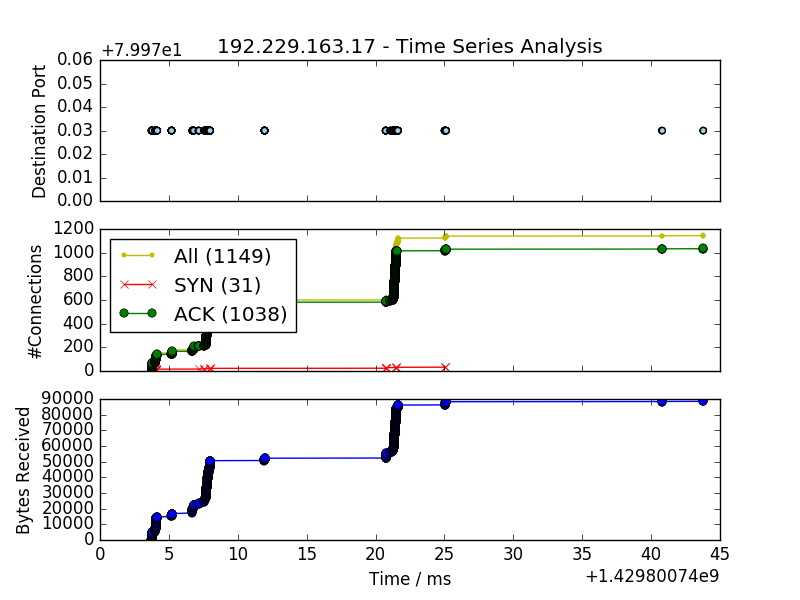 +7.997e1
192.229.163.17 - Time Series Analysis
0.06
0.05
0.04
0.03
0.02
0.01
0.00
Destination Port
1200
1000
800
600
400
200
0
#Connections
All (1149)
SYN (31)
ACK (1038)
90000
80000
70000
60000
50000
40000
30000
20000
10000
0
Bytes Received
0 5 10 15 20 25 30 35 40 45
Time / ms
+1.42980074e9